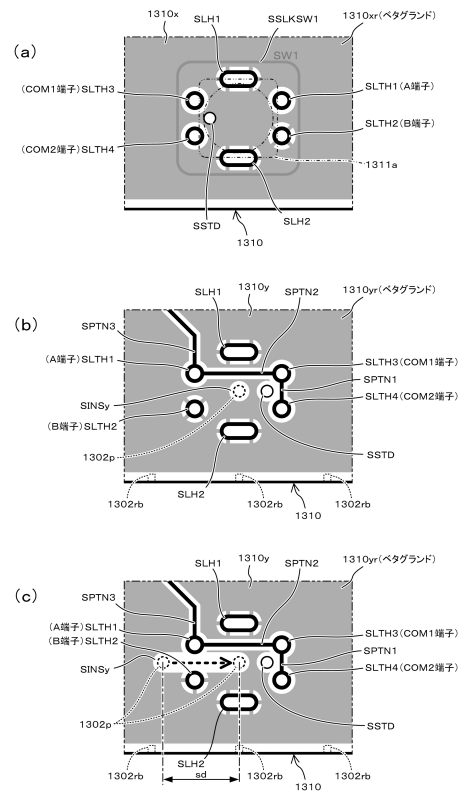 (a)
1310x
SLH1
SSLKSW1
1310xr(ベタグランド)
SW1
(COM1端子)SLTH3
SLTH1(A端子)
(COM2端子)SLTH4
SLTH2(B端子)
1311a
SSTD
SLH2
1310
(b)
SLH1
1310y
SPTN2
1310yr(ベタグランド)
SPTN3
(A端子)SLTH1
SLTH3(COM1端子)
SPTN1
SINSy
SLTH4(COM2端子)
(B端子)SLTH2
1302p
SSTD
1302rb
SLH2
1302rb
1302rb
1310
(c)
SLH1
1310y
SPTN2
1310yr(ベタグランド)
SPTN3
(A端子)SLTH1
SLTH3(COM1端子)
(B端子)SLTH2
SPTN1
SINSy
SLTH4(COM2端子)
1302p
SSTD
SLH2
1302rb
sd
1302rb
1302rb
1310